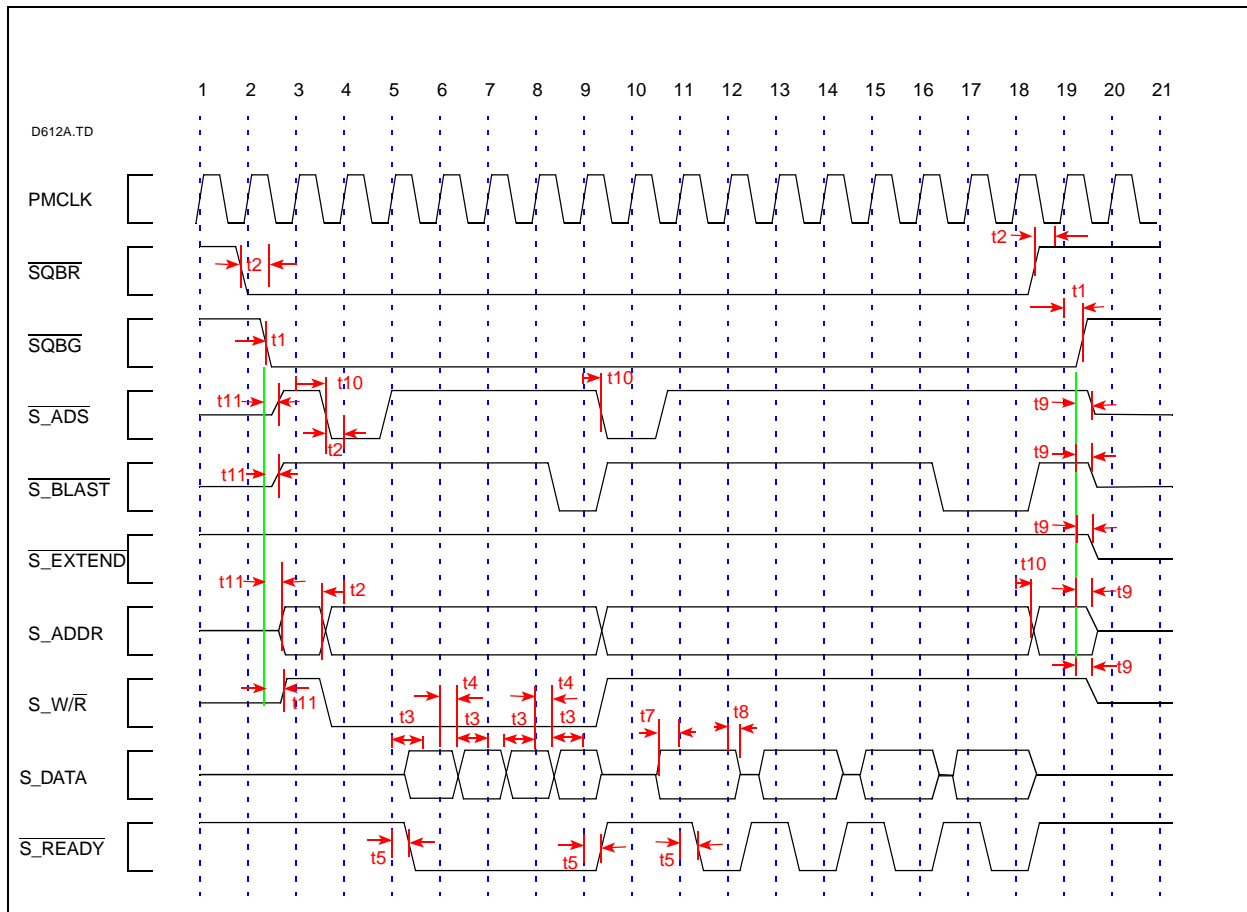 1 2 3 4 5 6 7 8 9 10 11 12 13 14 15 16 17 18 19 20 21
D612A.TD
PMCLK
t2
SQBR t2
t1
SQBG t1
t10 t10
S_ADS t11 t9
t2
S_BLAST t11 t9
t9
S_EXTEND
t11 t2 t10 t9
S_ADDR
t9
S_W/R t11 t4 t4
t3 t3 t3 t3 t7 t8
S_DATA
S_READY
t5 t5 t5